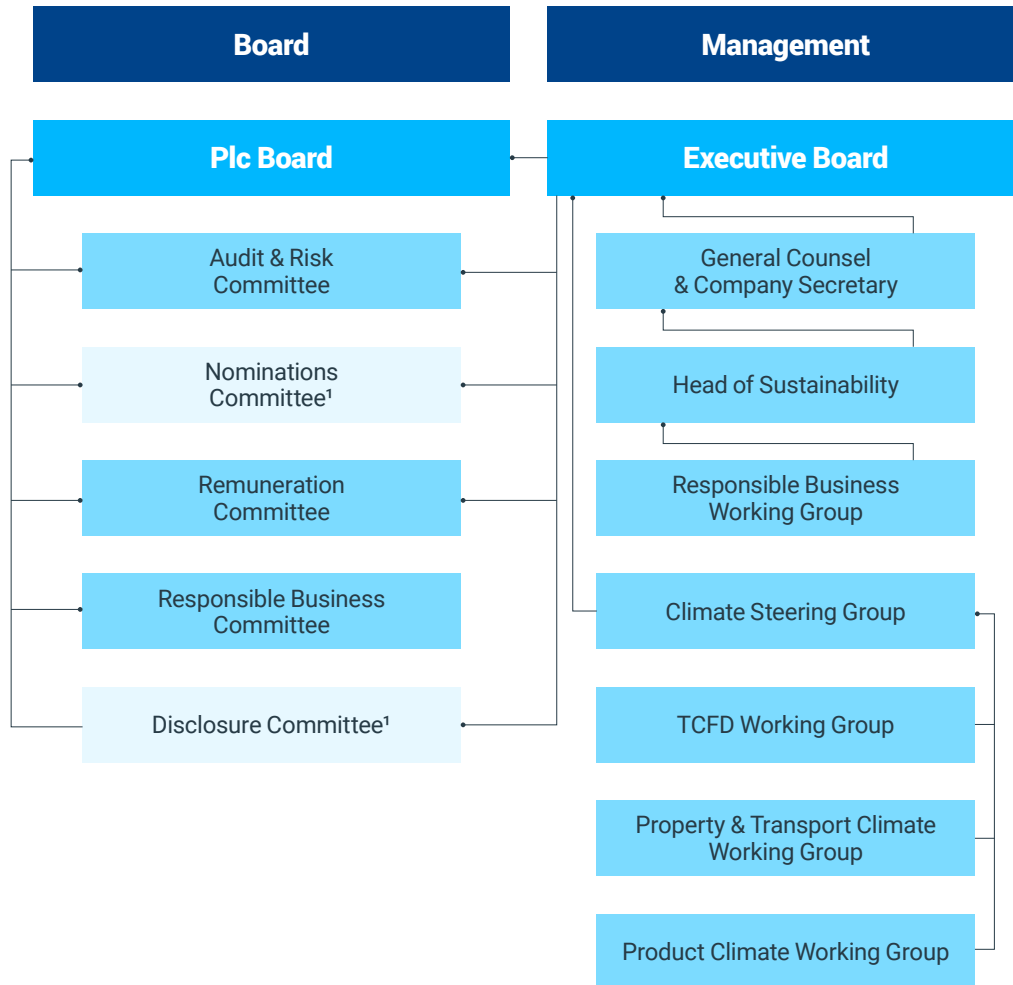 Board
Management
Plc Board
Executive Board
Audit & Risk
Committee
Nominations
Committee¹
Remuneration
Committee
Responsible Business
Committee
Disclosure Committee¹
General Counsel
& Company Secretary
Head of Sustainability
Responsible Business
Working Group
Climate Steering Group
TCFD Working Group
Property & Transport Climate
Working Group
Product Climate Working Group